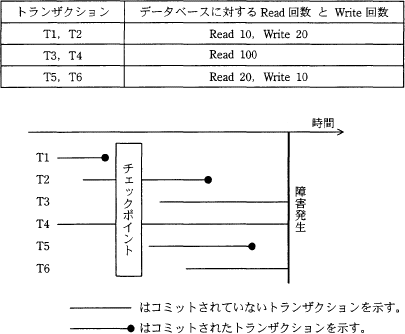 トランザクション データベースに対する Read 回数 と Write 回数
T1, T2 Read 10, Write 20
T3, T4 Read 100
T5, T6 Read 20, Write 10
時間
T1
T2
T3
T4
T5
T6
チェックポイント
障害発生
はコミットされていないトランザクションを示す。
はコミットされたトランザクションを示す。